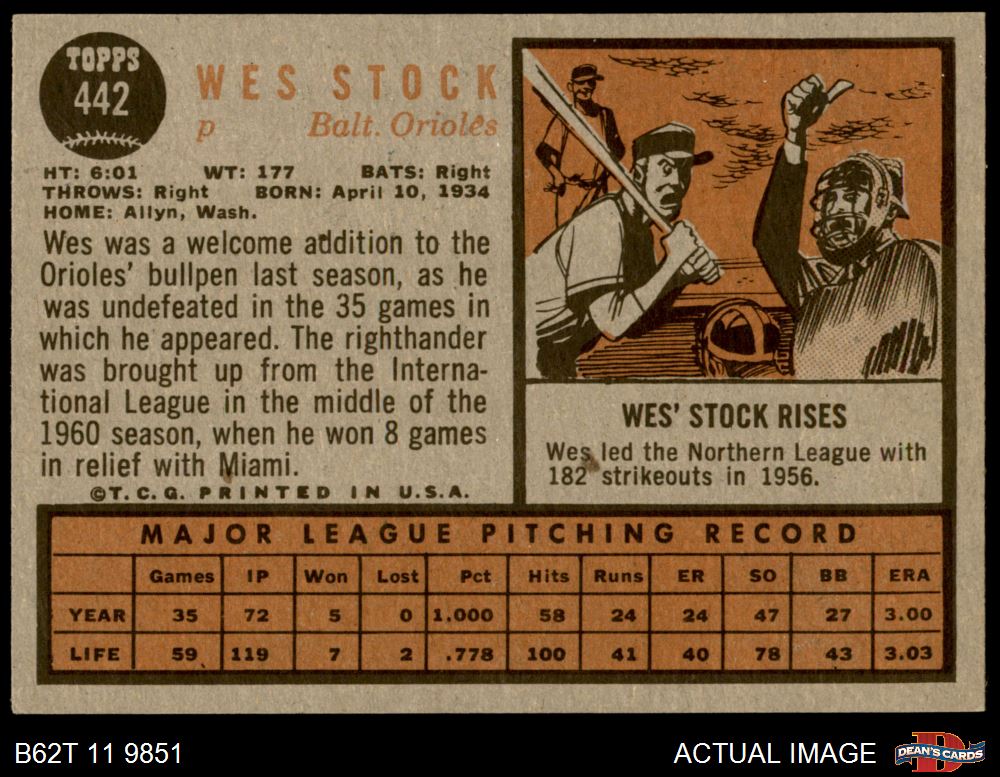 TOPPS
442
WES STOCK
p Balt. Orioles
HT: 6:01 WT: 177 BATS: Right
THROWS: Right BORN: April 10, 1934
HOME: Allyn, Wash.
Wes was a welcome addition to the
Orioles' bullpen last season, as he
was undefeated in the 35 games in
which he appeared. The righthander
was brought up from the Interna-
tional League in the middle of the
1960 season, when he won 8 games
in relief with Miami.
©T.C.G. PRINTED IN U.S.A.
WES' STOCK RISES
Wes led the Northern League with
182 strikeouts in 1956.
MAJOR LEAGUE PITCHING RECORD
Games IP Won Lost Pct Hits Runs ER SO BB ERA
YEAR 35 72 5 0 1.000 58 24 24 47 27 3.00
LIFE 59 119 7 2 .778 100 41 40 78 43 3.03
B62T 11 9851
ACTUAL IMAGE
DEAN'S CARDS